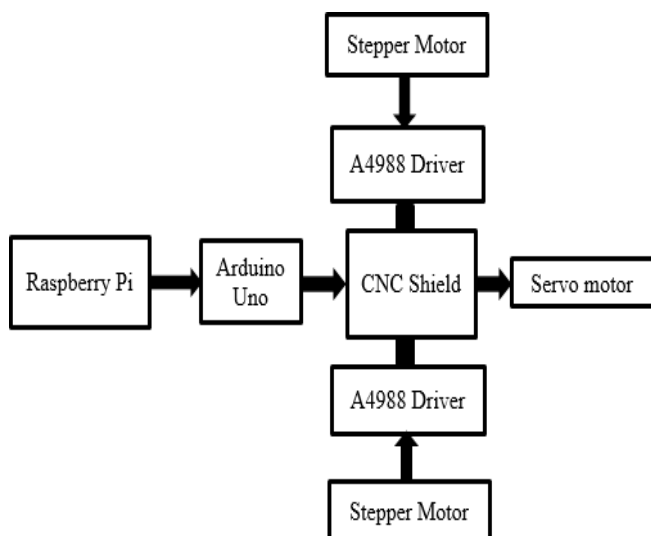 Stepper Motor
A4988 Driver
Raspberry Pi
Arduino
Uno
CNC Shield
Servo motor
A4988 Driver
Stepper Motor